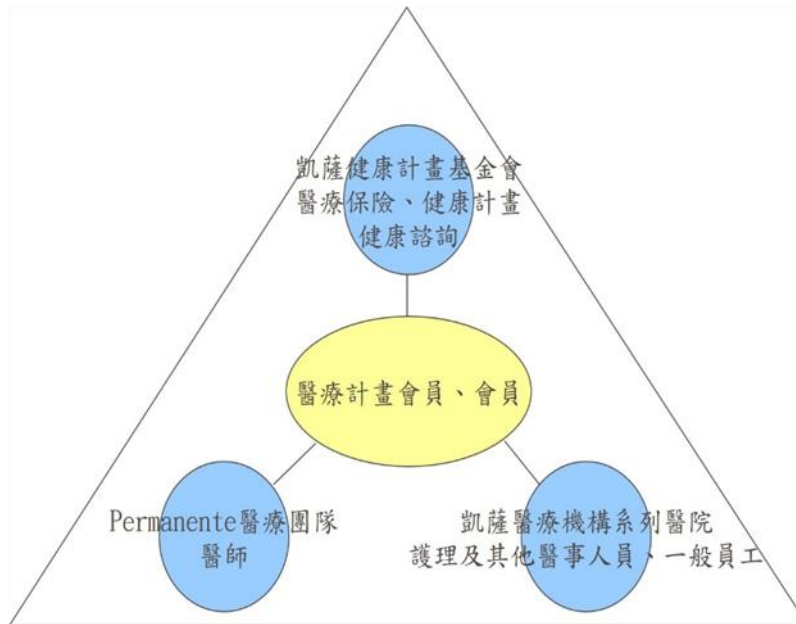 凱薩健康計畫基金會
醫療保險、健康計畫
健康諮詢
醫療計畫會員、會員
Permanente醫療團隊
醫師
凱薩醫療機構系列醫院
護理及其他醫事人員、一般員工